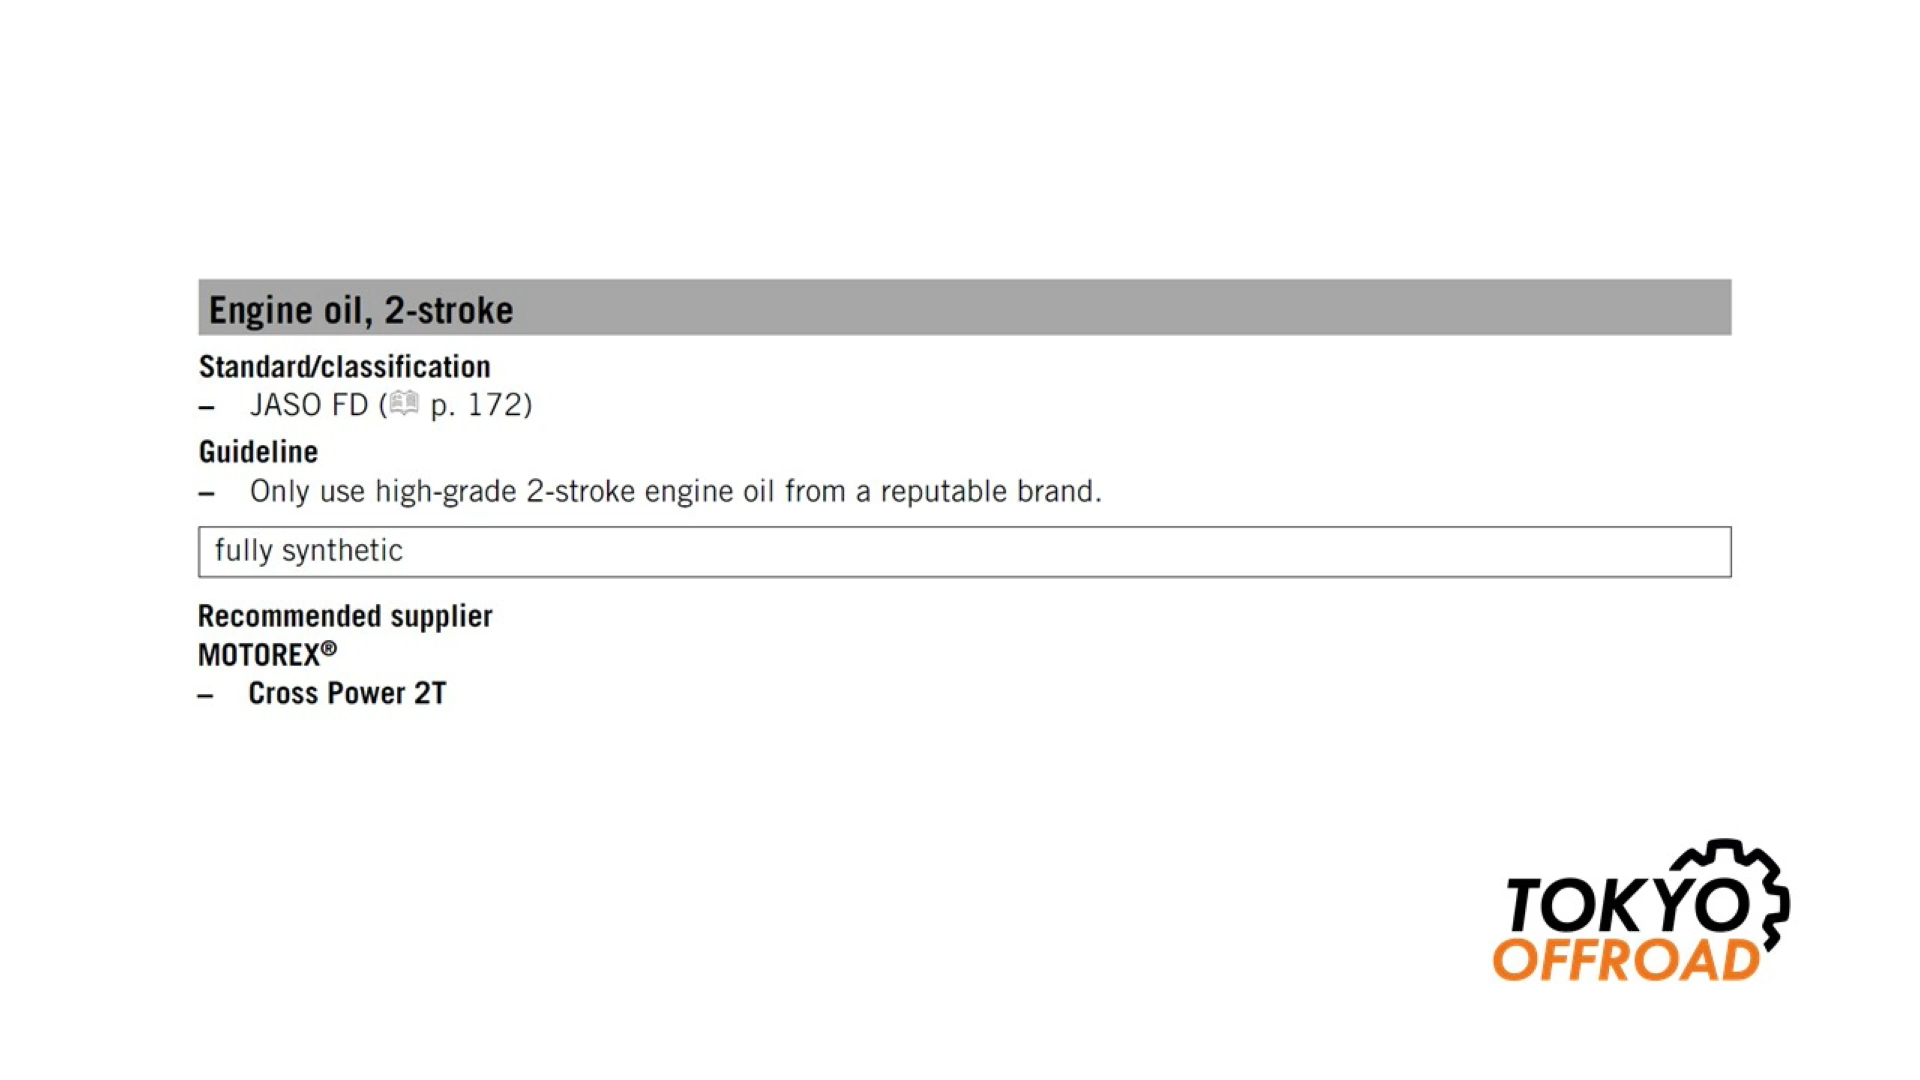 Engine oil, 2-stroke
Standard/classification
– JASO FD (📖 p. 172)
Guideline
– Only use high-grade 2-stroke engine oil from a reputable brand.
fully synthetic
Recommended supplier
MOTOREX®
– Cross Power 2T
TOKYO
OFFROAD